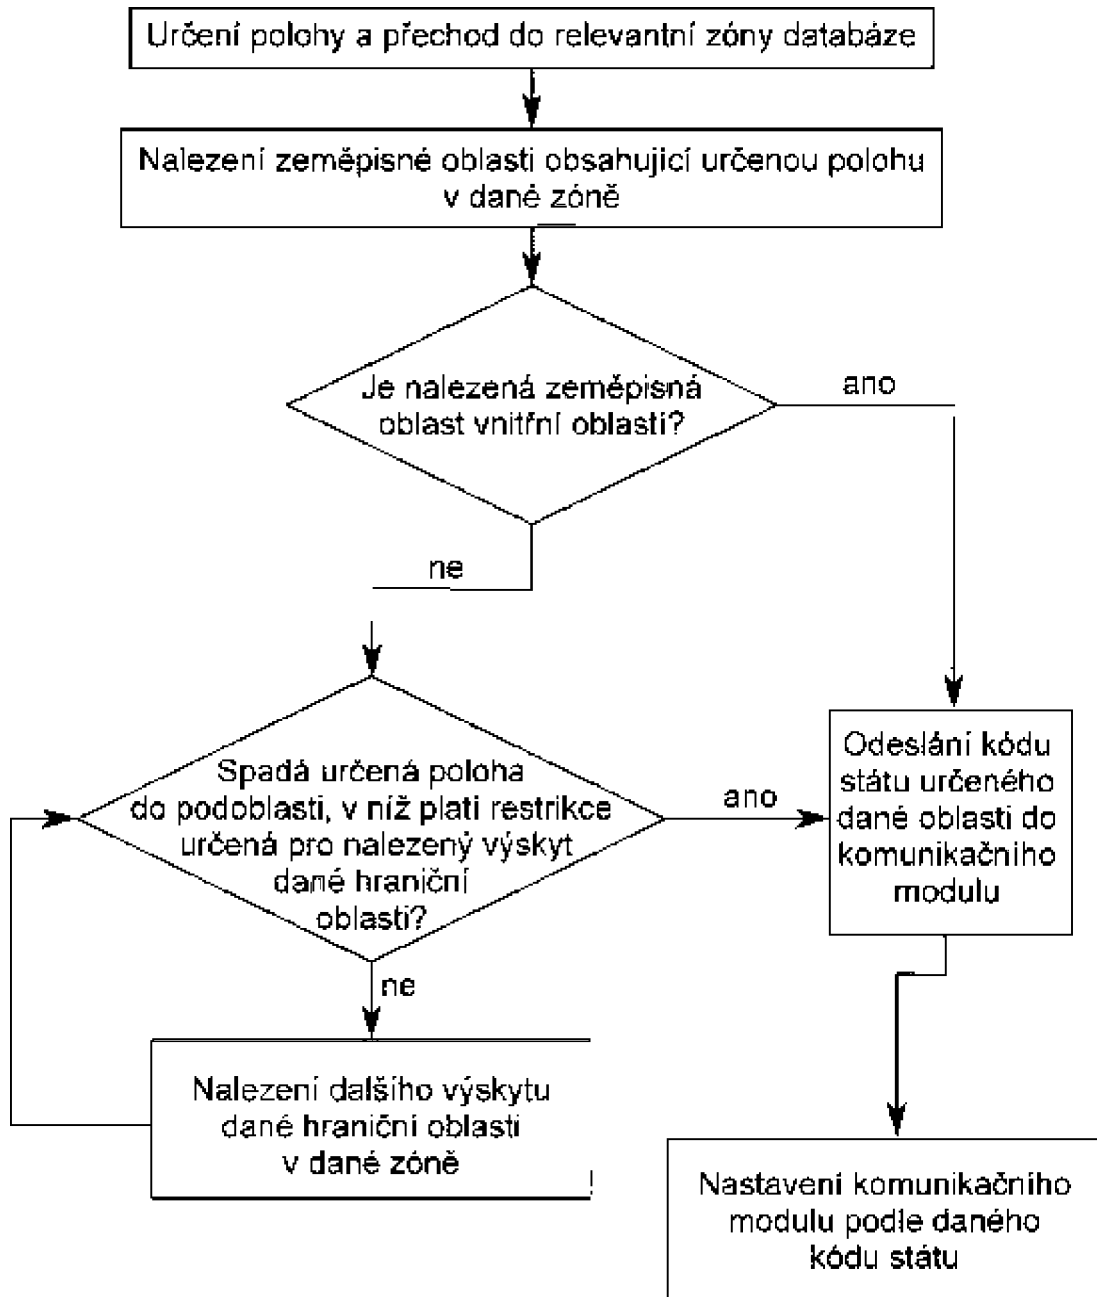 Určení polohy a přechod do relevantní zóny databáze
Nalezení zeměpisné oblasti obsahující určenou polohu
v dané zóně
Je nalezená zeměpisná
oblast vnitřní oblastí?
ano
ne
Spadá určená poloha
do podoblasti, v níž platí restrikce
určená pro nalezený výskyt
dané hraniční
oblasti?
ano
ne
Odeslání kódu
státu určeného
dané oblasti do
komunikačního
modulu
Nalezení dalšího výskytu
dané hraniční oblasti
v dané zóně
Nastavení komunikačního
modulu podle daného
kódu státu